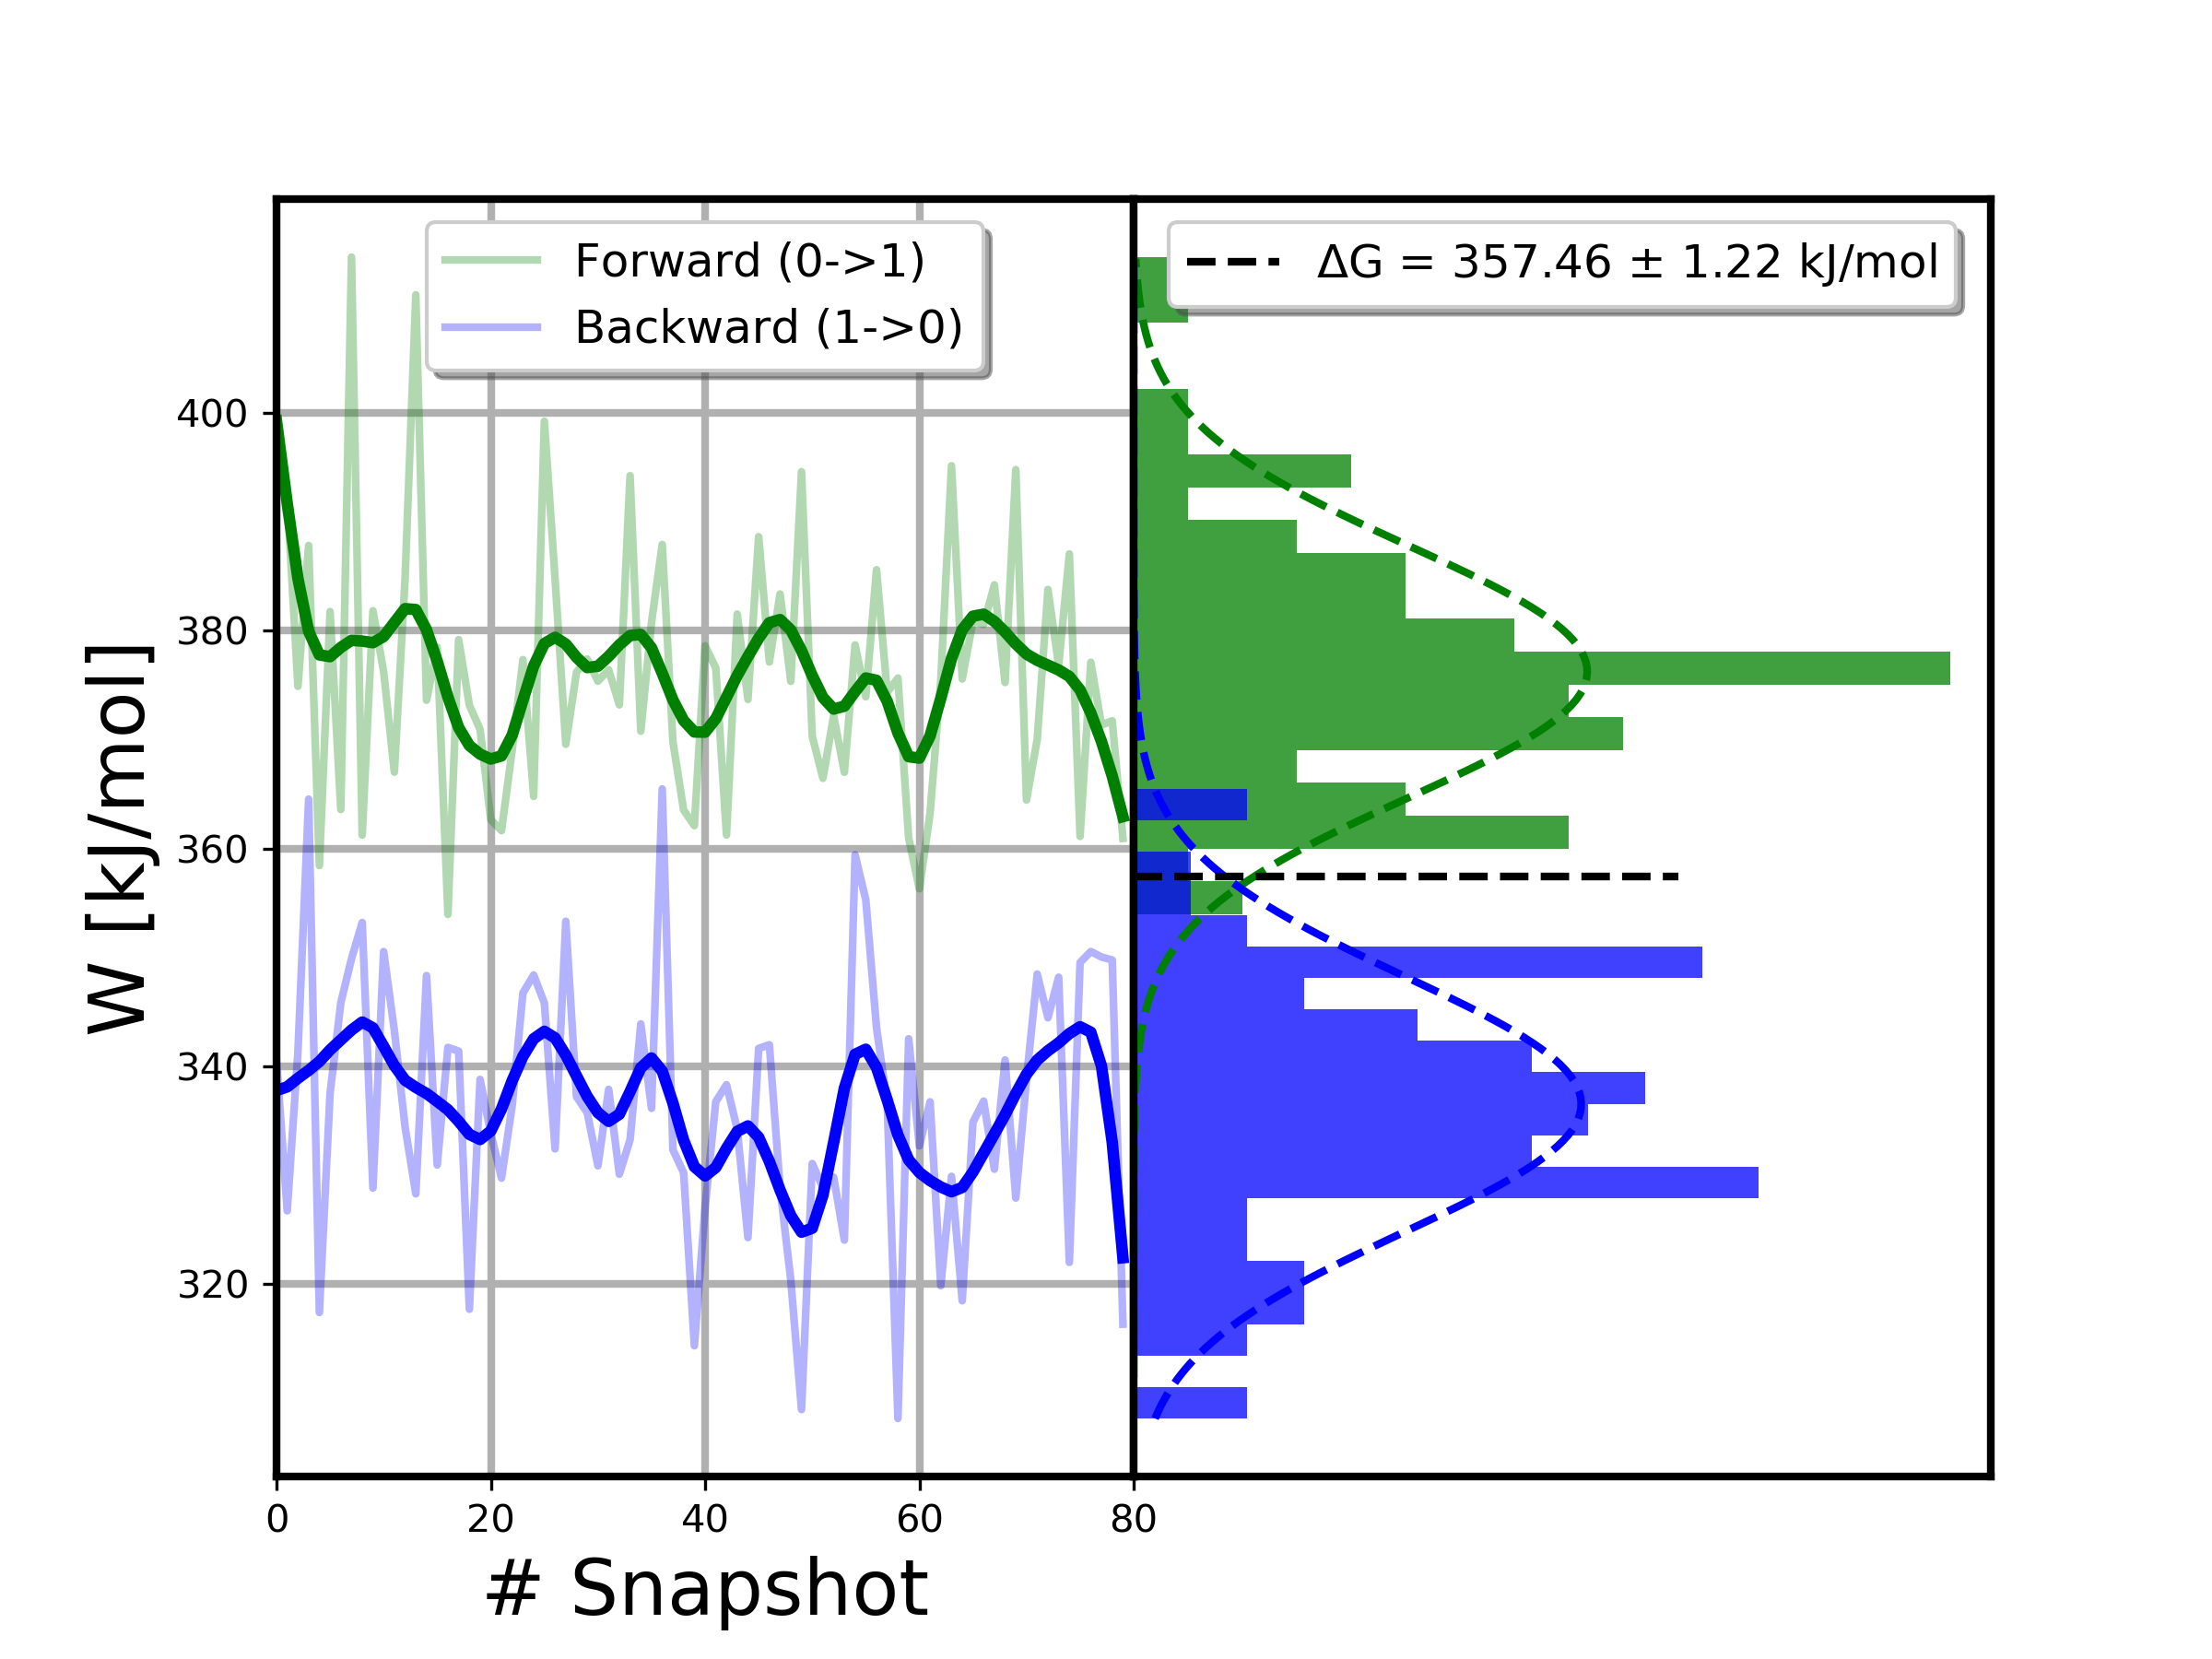 Forward (0->1)
Backward (1->0)
ΔG = 357.46 ± 1.22 kJ/mol
400
380
360
340
320
W [kJ/mol]
0 20 40 60 80
# Snapshot